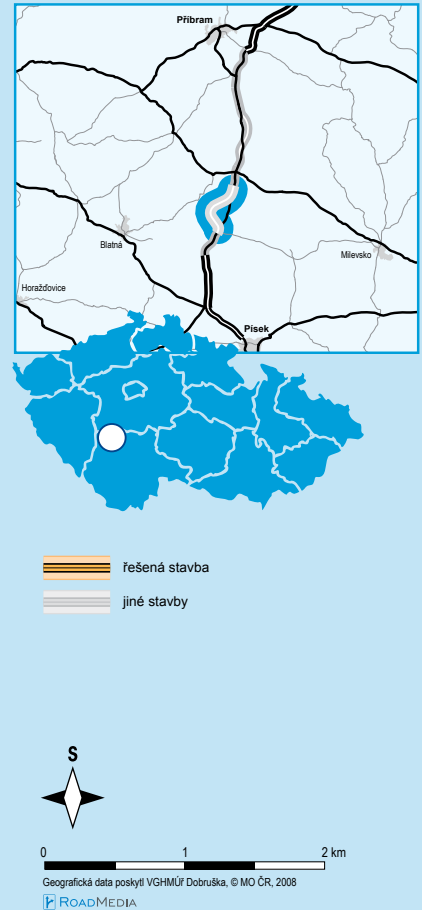 Příbram
Blatná
Milevsko
Horažďovice
Písek
řešená stavba
jiné stavby
S
0 1 2 km
Geografická data poskytl VGHMÚř Dobruška, © MO ČR, 2008
ROADMEDIA